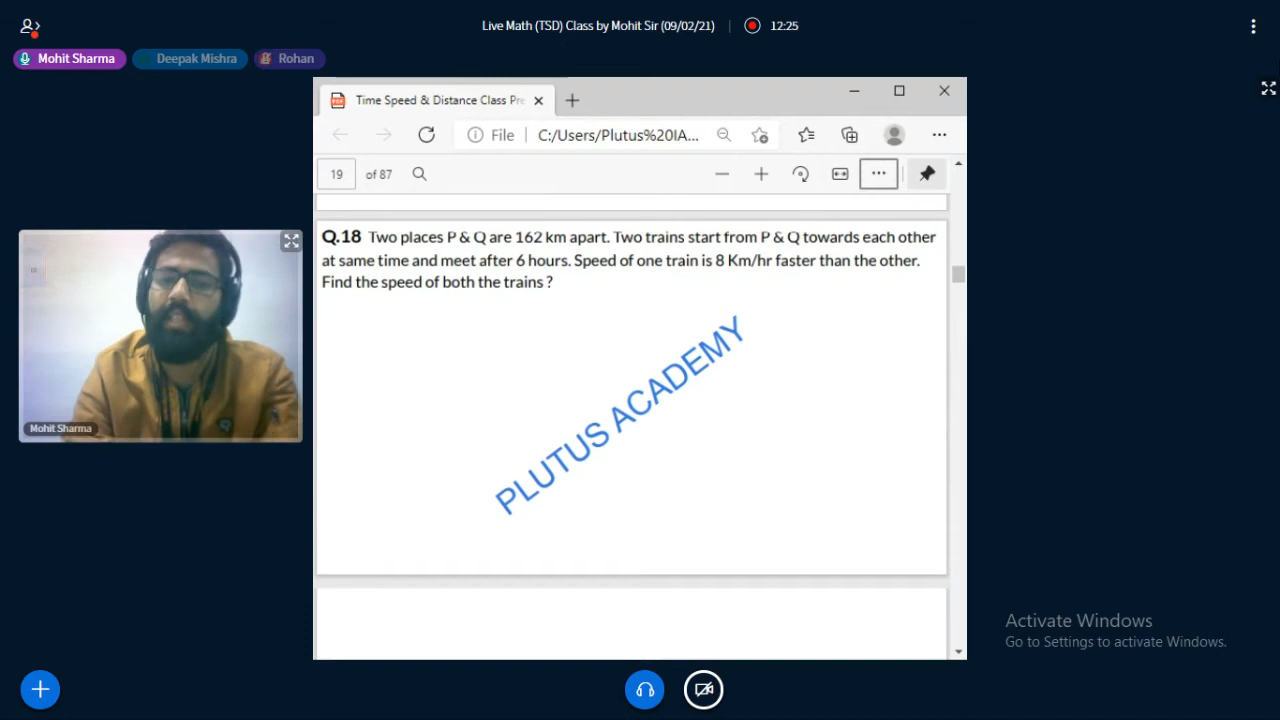 Live Math (TSD) Class by Mohit Sir (09/02/21)
12:25
Mohit Sharma
Deepak Mishra
Rohan
PDF
Time Speed & Distance Class Pre
File
C:/Users/Plutus%20IA...
19
of 87
Q.18 Two places P & Q are 162 km apart. Two trains start from P & Q towards each other
at same time and meet after 6 hours. Speed of one train is 8 Km/hr faster than the other.
Find the speed of both the trains ?
PLUTUS ACADEMY
Mohit Sharma
Activate Windows
Go to Settings to activate Windows.